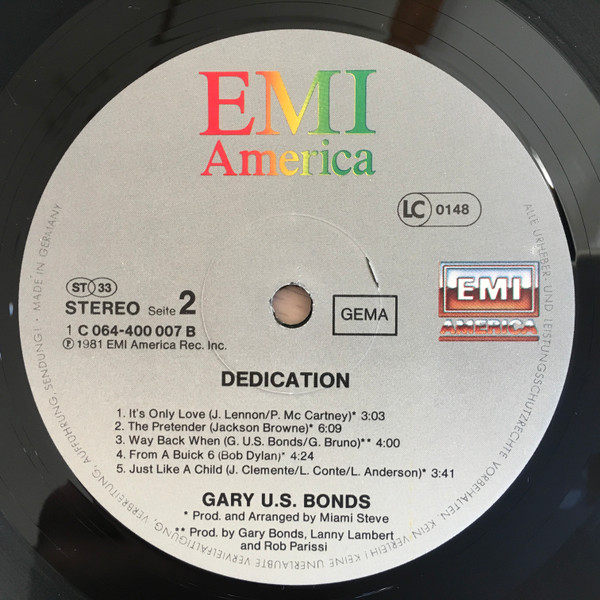 EMI
America
LC 0148
EMI
AMERICA
ST 33
STEREO Seite 2
GEMA
1 C 064-400 007 B
℗ 1981 EMI America Rec. Inc.
DEDICATION
1. It's Only Love (J. Lennon/P. Mc Cartney)* 3:03
2. The Pretender (Jackson Browne)* 6:09
3. Way Back When (G. U.S. Bonds/G. Bruno)** 4:00
4. From A Buick 6 (Bob Dylan)* 4:24
5. Just Like A Child (J. Clemente/L. Conte/L. Anderson)* 3:41
GARY U.S. BONDS
* Prod. and Arranged by Miami Steve
** Prod. by Gary Bonds, Lanny Lambert
and Rob Parissi
ALLE URHEBER- UND LEISTUNGSSCHUTZRECHTE VORBEHALTEN. KEIN VERLEIH! KEINE UNERLAUBTE VERVIELFÄLTIGUNG, VERBREITUNG, AUFFÜHRUNG, SENDUNG! • MADE IN GERMANY